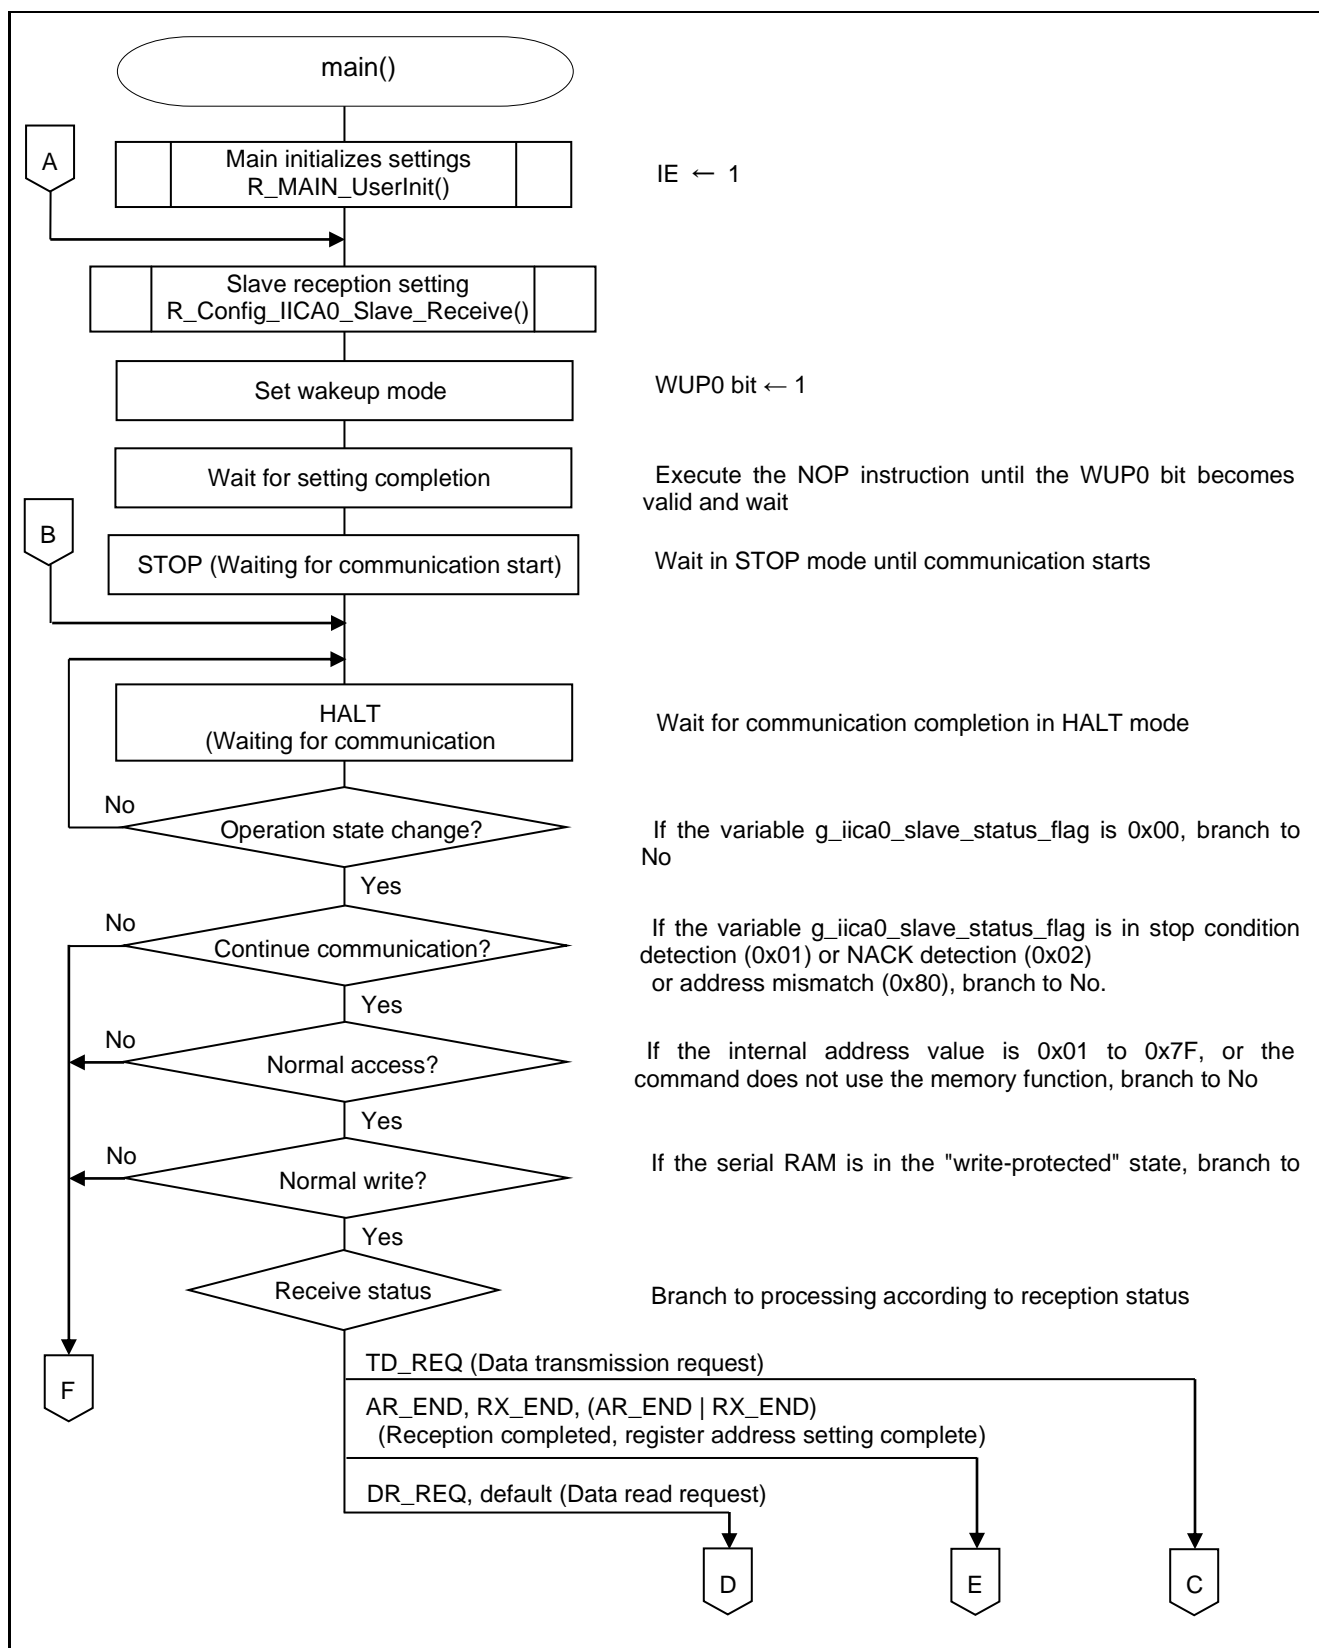 main()
A
Main initializes settings
R_MAIN_UserInit()
IE ← 1
Slave reception setting
R_Config_IICA0_Slave_Receive()
Set wakeup mode
WUP0 bit ← 1
Wait for setting completion
Execute the NOP instruction until the WUP0 bit becomes
valid and wait
B
STOP (Waiting for communication start)
Wait in STOP mode until communication starts
HALT
(Waiting for communication
Wait for communication completion in HALT mode
No
Operation state change?
If the variable g_iica0_slave_status_flag is 0x00, branch to
No
Yes
No
Continue communication?
If the variable g_iica0_slave_status_flag is in stop condition
detection (0x01) or NACK detection (0x02)
or address mismatch (0x80), branch to No.
Yes
No
Normal access?
If the internal address value is 0x01 to 0x7F, or the
command does not use the memory function, branch to No
Yes
No
Normal write?
If the serial RAM is in the "write-protected" state, branch to
Yes
Receive status
Branch to processing according to reception status
F
TD_REQ (Data transmission request)
AR_END, RX_END, (AR_END | RX_END)
(Reception completed, register address setting complete)
DR_REQ, default (Data read request)
D
E
C